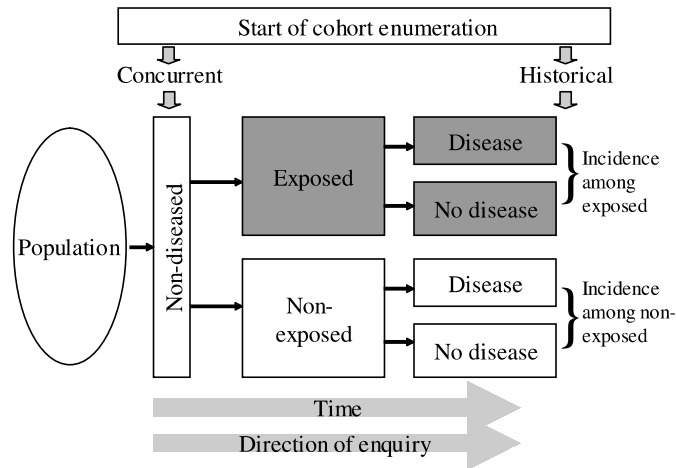 Start of cohort enumeration
Concurrent
Historical
Population
Non-diseased
Exposed
Disease
No disease
Incidence
among
exposed
Non-
exposed
Disease
No disease
Incidence
among non-
exposed
Time
Direction of enquiry